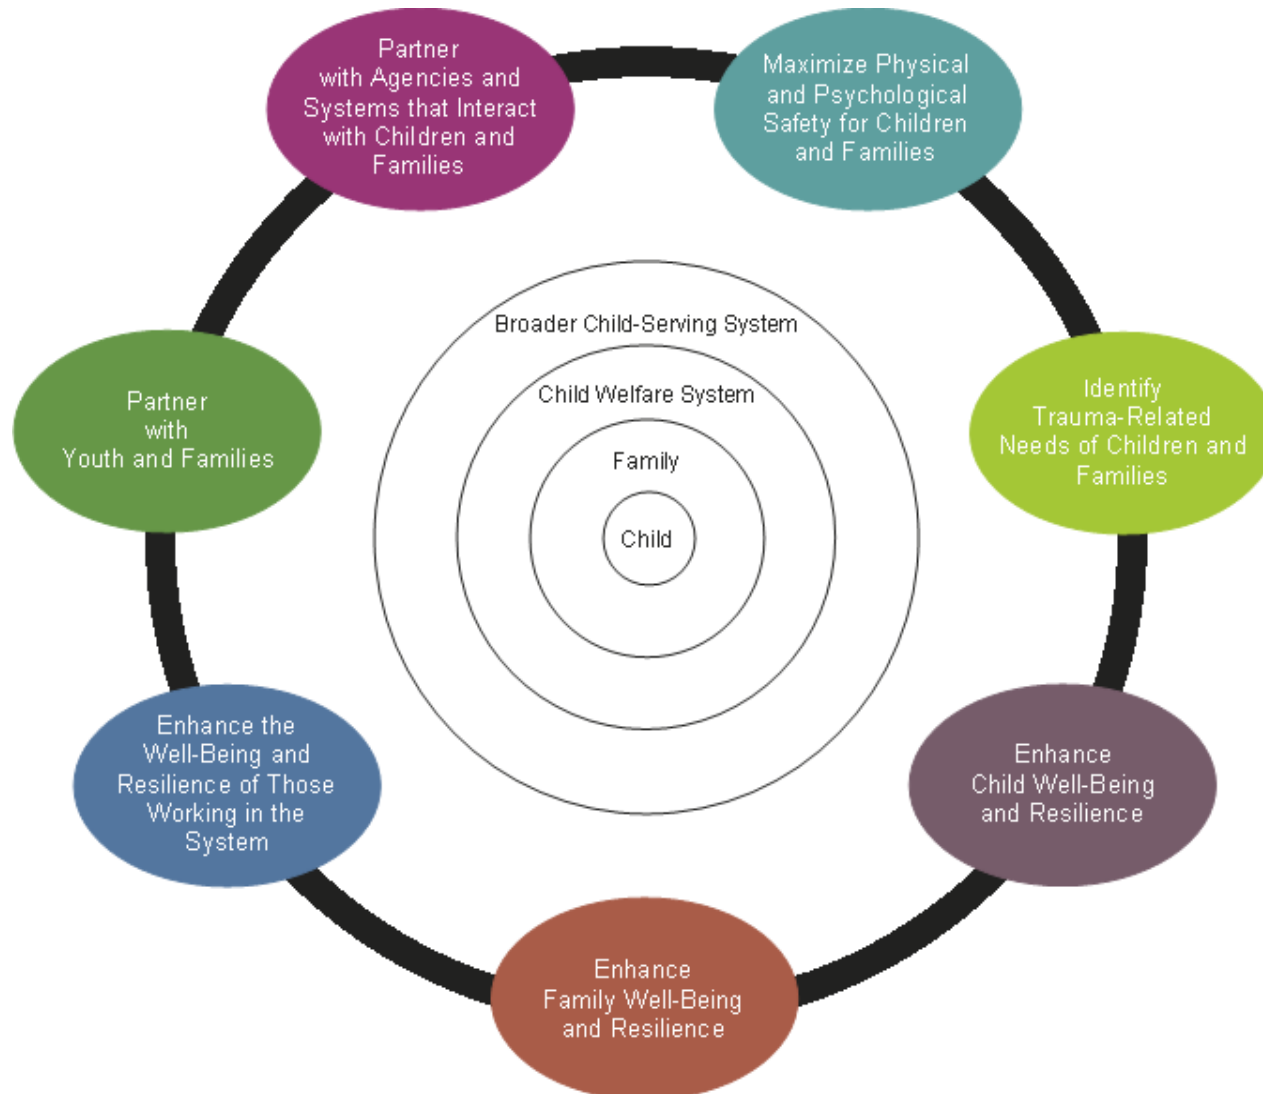 Partner
with Agencies and
Systems that Interact
with Children and
Families
Maximize Physical
and Psychological
Safety for Children
and Families
Broader Child-Serving System
Child Welfare System
Family
Child
Partner
with
Youth and Families
Identify
Trauma-Related
Needs of Children and
Families
Enhance the
Well-Being and
Resilience of Those
Working in the
System
Enhance
Child Well-Being
and Resilience
Enhance
Family Well-Being
and Resilience